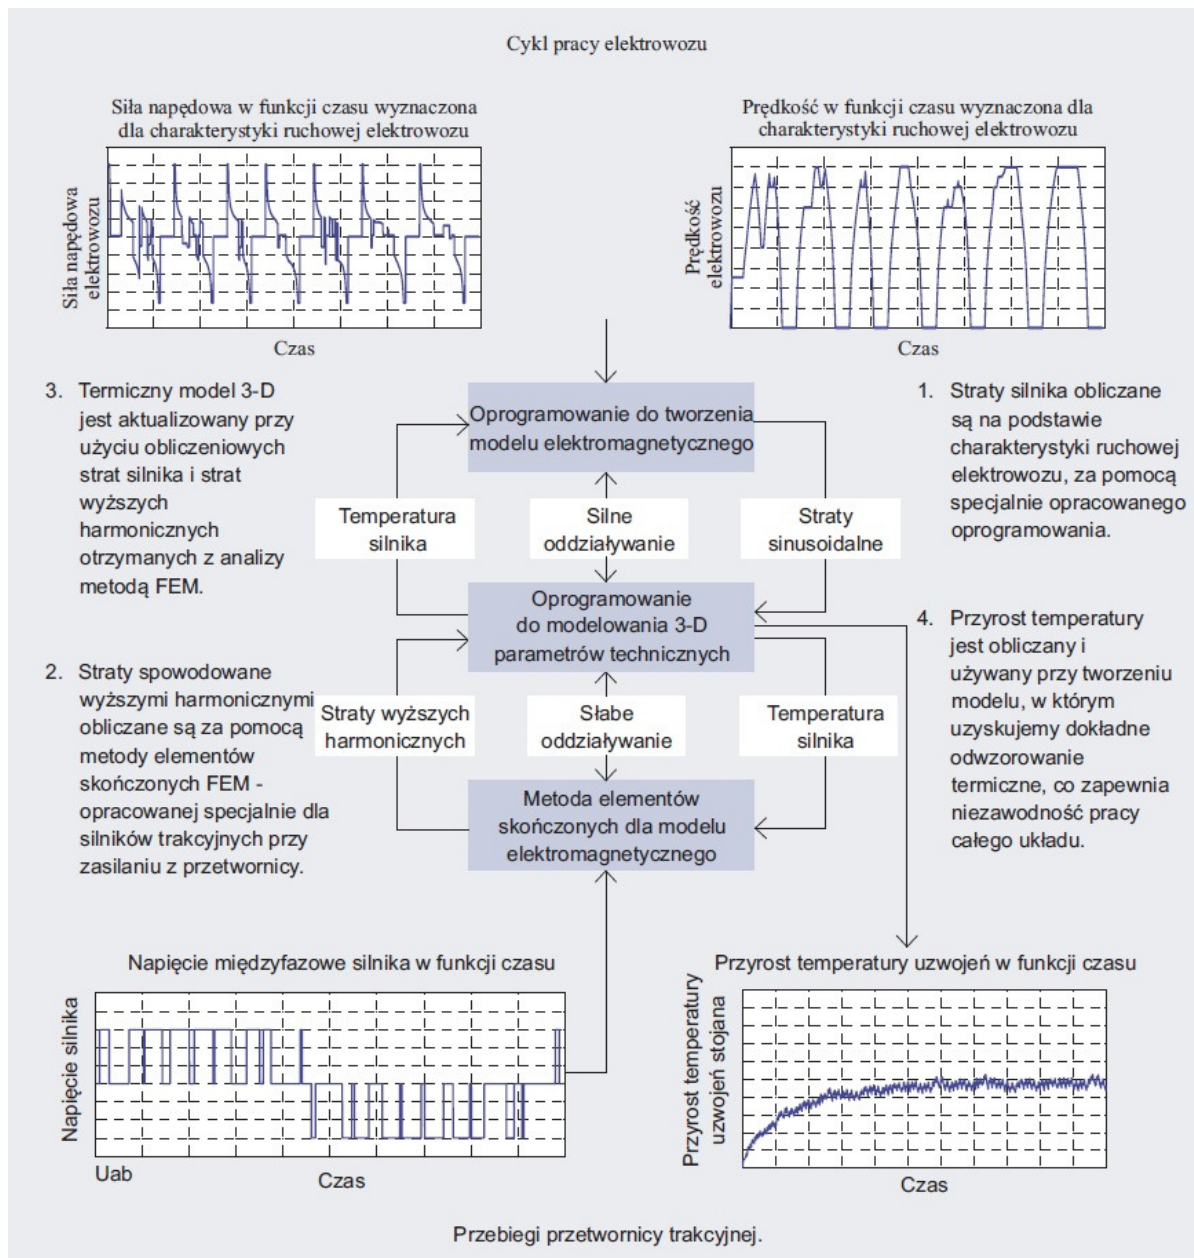 Cykl pracy elektrowozu
Siła napędowa w funkcji czasu wyznaczona
dla charakterystyki ruchowej elektrowozu
Siła napędowa
elektrowozu
Czas
Prędkość w funkcji czasu wyznaczona dla
charakterystyki ruchowej elektrowozu
Prędkość
elektrowozu
Czas
3. Termiczny model 3-D
jest aktualizowany przy
użyciu obliczeniowych
strat silnika i strat
wyższych
harmonicznych
otrzymanych z analizy
metodą FEM.
2. Straty spowodowane
wyższymi harmonicznymi
obliczane są za pomocą
metody elementów
skończonych FEM -
opracowanej specjalnie dla
silników trakcyjnych przy
zasilaniu z przetwornicy.
Oprogramowanie do tworzenia
modelu elektromagnetycznego
Temperatura
silnika
Silne
oddziaływanie
Straty
sinusoidalne
Oprogramowanie
do modelowania 3-D
parametrów technicznych
Straty wyższych
harmonicznych
Słabe
oddziaływanie
Temperatura
silnika
Metoda elementów
skończonych dla modelu
elektromagnetycznego
1. Straty silnika obliczane
są na podstawie
charakterystyki ruchowej
elektrowozu, za pomocą
specjalnie opracowanego
oprogramowania.
4. Przyrost temperatury
jest obliczany i
używany przy tworzeniu
modelu, w którym
uzyskujemy dokładne
odwzorowanie
termiczne, co zapewnia
niezawodność pracy
całego układu.
Napięcie międzyfazowe silnika w funkcji czasu
Napięcie silnika
Uab
Czas
Przyrost temperatury uzwojeń w funkcji czasu
Przyrost temperatury
uzwojeń stojana
Czas
Przebiegi przetwornicy trakcyjnej.